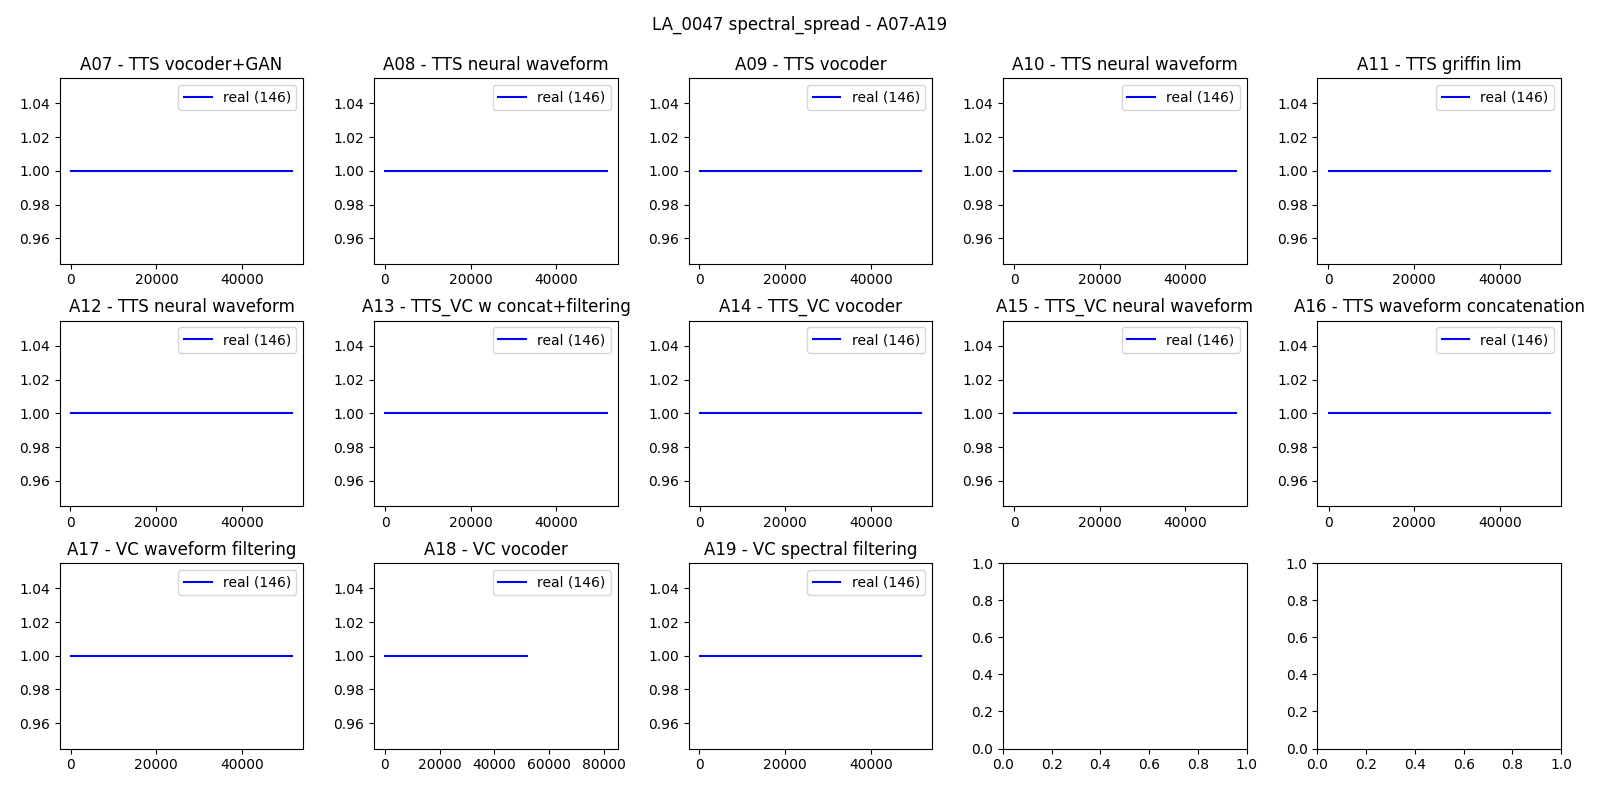 LA_0047 spectral_spread - A07-A19
A07 - TTS vocoder+GAN
real (146)
1.04
1.02
1.00
0.98
0.96
0 20000 40000
A08 - TTS neural waveform
real (146)
1.04
1.02
1.00
0.98
0.96
0 20000 40000
A09 - TTS vocoder
real (146)
1.04
1.02
1.00
0.98
0.96
0 20000 40000
A10 - TTS neural waveform
real (146)
1.04
1.02
1.00
0.98
0.96
0 20000 40000
A11 - TTS griffin lim
real (146)
1.04
1.02
1.00
0.98
0.96
0 20000 40000
A12 - TTS neural waveform
real (146)
1.04
1.02
1.00
0.98
0.96
0 20000 40000
A13 - TTS_VC w concat+filtering
real (146)
1.04
1.02
1.00
0.98
0.96
0 20000 40000
A14 - TTS_VC vocoder
real (146)
1.04
1.02
1.00
0.98
0.96
0 20000 40000
A15 - TTS_VC neural waveform
real (146)
1.04
1.02
1.00
0.98
0.96
0 20000 40000
A16 - TTS waveform concatenation
real (146)
1.04
1.02
1.00
0.98
0.96
0 20000 40000
A17 - VC waveform filtering
real (146)
1.04
1.02
1.00
0.98
0.96
0 20000 40000
A18 - VC vocoder
real (146)
1.04
1.02
1.00
0.98
0.96
0 20000 40000 60000 80000
A19 - VC spectral filtering
real (146)
1.04
1.02
1.00
0.98
0.96
0 20000 40000
1.0
0.8
0.6
0.4
0.2
0.0
0.0 0.2 0.4 0.6 0.8 1.0
1.0
0.8
0.6
0.4
0.2
0.0
0.0 0.2 0.4 0.6 0.8 1.0